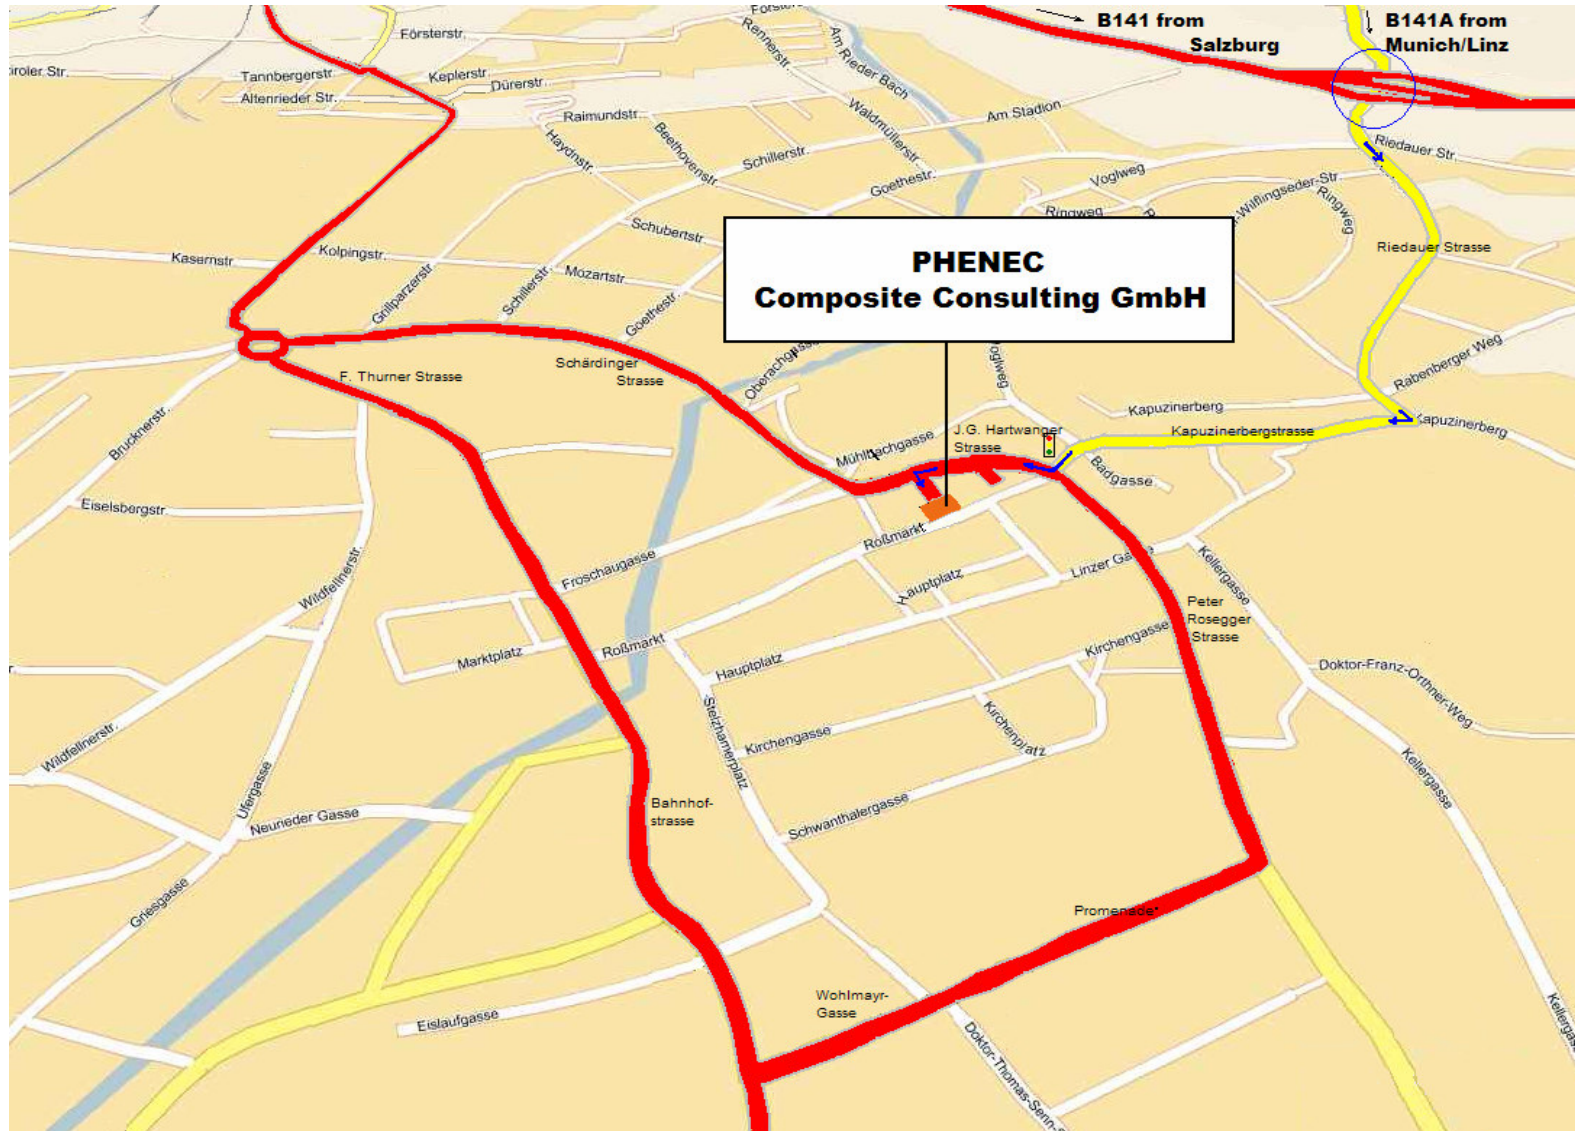 B141 from
Salzburg
B141A from
Munich/Linz
Försterstr.
Rennerstr.
Am Rieder Bach
Tannbergerstr.
Keplerstr.
Dürerstr.
Altenrieder Str.
Raimundstr.
Haydnstr.
Beethovenstr.
Waldmüllerstr.
Am Stadion
Schillerstr.
Goethestr.
Voglweg
Riedauer Str.
Ringweg
Ringweg
Riedauer Strasse
Schubertstr.
Kasernstr.
Kolpingstr.
Mozartstr.
Grillparzerstr.
Schillerstr.
Goethestr.
PHENEC
Composite Consulting GmbH
F. Thurner Strasse
Schärdinger
Strasse
Oberachgasse
Voglweg
Rabenberger Weg
Kapuzinerberg
Kapuzinerbergstrasse
Kapuzinerberg
J.G. Hartwanger
Strasse
Mühlbachgasse
Badgasse
Brucknerstr.
Eiselsbergstr.
Wildfellnerstr.
Froschaugasse
Roßmarkt
Hauptplatz
Linzer Gasse
Kellergasse
Peter
Rosegger
Strasse
Marktplatz
Roßmarkt
Hauptplatz
Kirchengasse
Doktor-Franz-Orthner-Weg
Stelzhamerplatz
Kirchengasse
Kirchenplatz
Wildfellnerstr.
Ufergasse
Neurieder Gasse
Bahnhof-
strasse
Schwanthalergasse
Kellergasse
Griesgasse
Promenade
Wohlmayr-
Gasse
Eislaufgasse
Doktor-Thomas-Senn-
Kellergasse